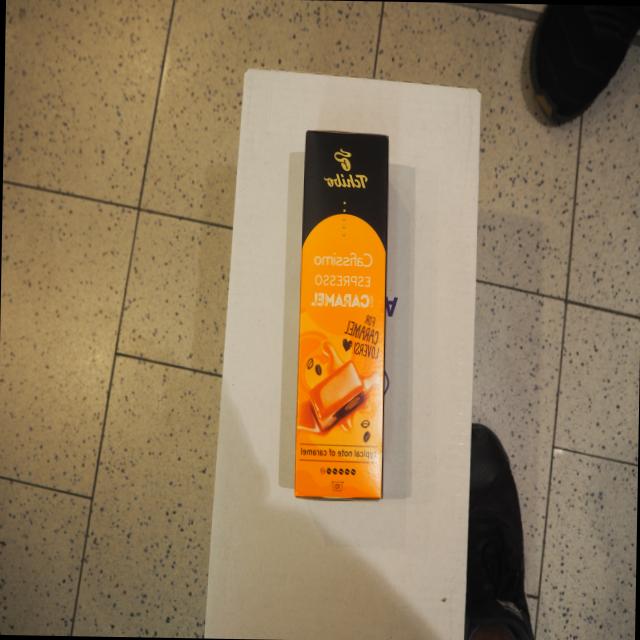 Tchibo
Cafissimo
ESPRESSO
CARAMEL
FOR
CARAMEL
LOVERS!
typical note of caramel